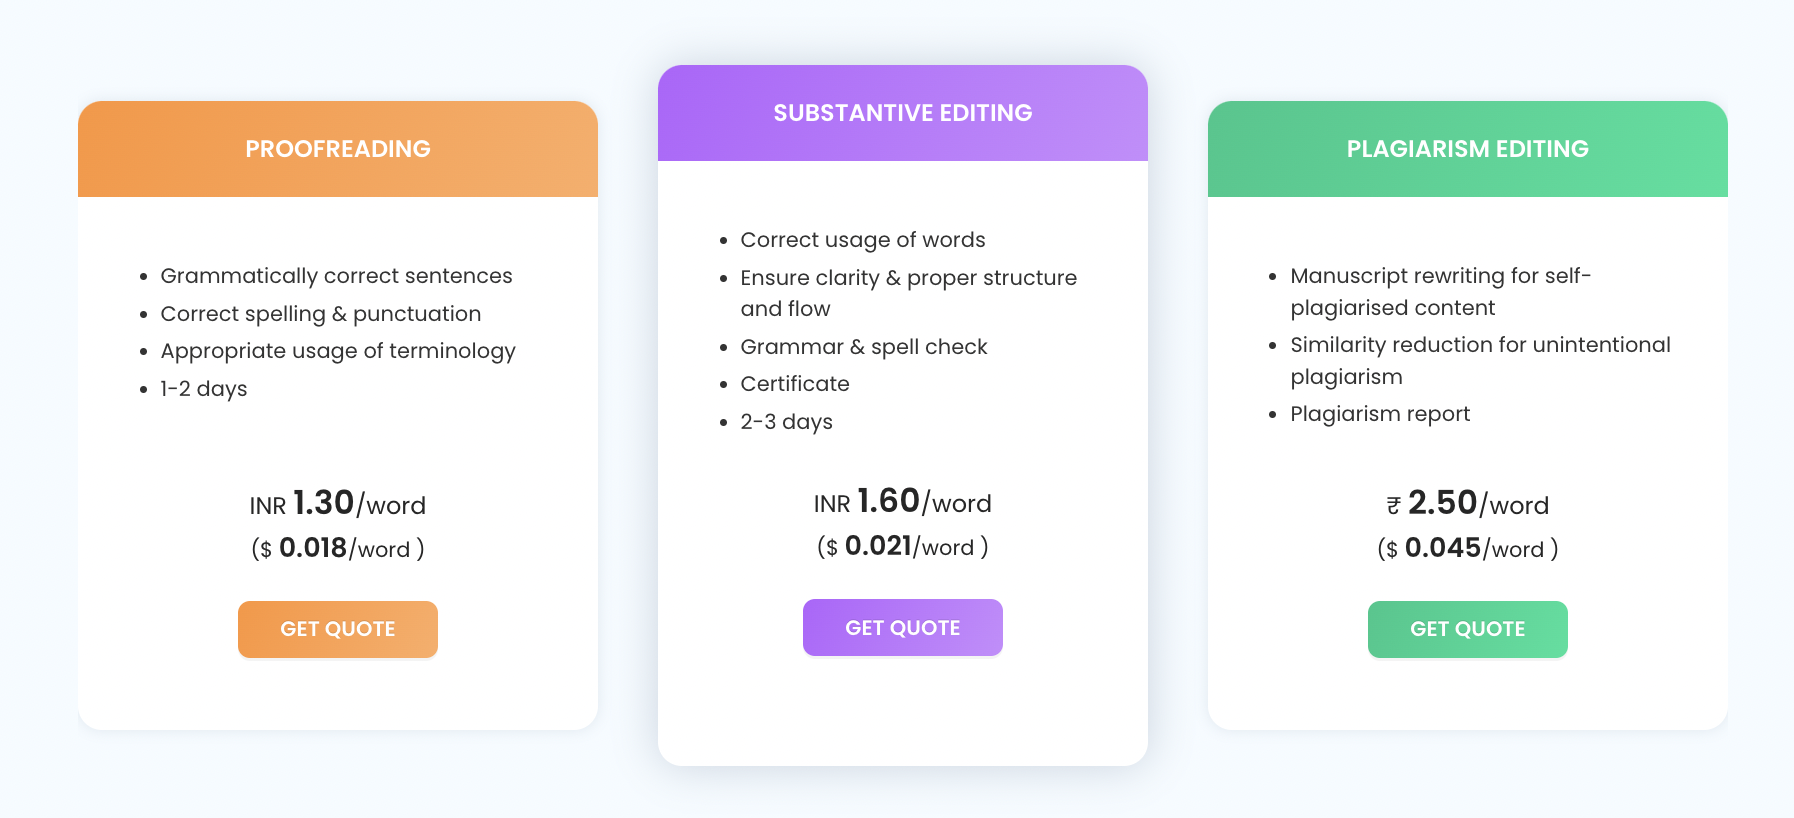 PROOFREADING
• Grammatically correct sentences
• Correct spelling & punctuation
• Appropriate usage of terminology
• 1-2 days
INR 1.30/word
($ 0.018/word )
GET QUOTE
SUBSTANTIVE EDITING
• Correct usage of words
• Ensure clarity & proper structure
and flow
• Grammar & spell check
• Certificate
• 2-3 days
INR 1.60/word
($ 0.021/word )
GET QUOTE
PLAGIARISM EDITING
• Manuscript rewriting for self-
plagiarised content
• Similarity reduction for unintentional
plagiarism
• Plagiarism report
₹ 2.50/word
($ 0.045/word )
GET QUOTE